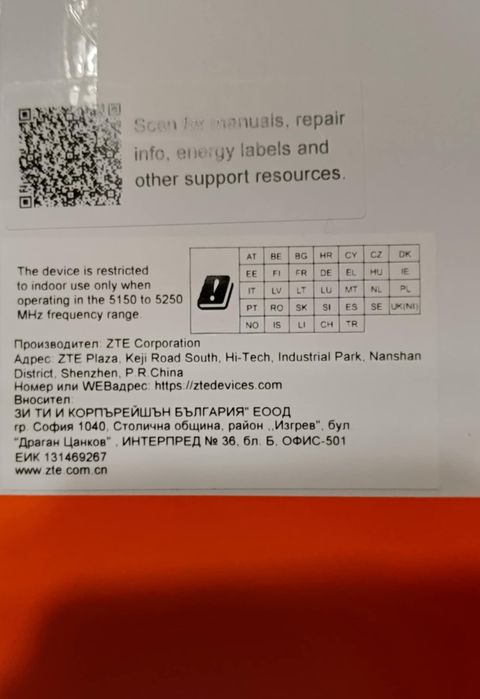 Scan for manuals, repair
info, energy labels and
other support resources.
The device is restricted
to indoor use only when
operating in the 5150 to 5250
MHz frequency range.
AT BE BG HR CY CZ DK
EE FI FR DE EL HU IE
IT LV LT LU MT NL PL
PT RO SK SI ES SE UK(NI)
NO IS LI CH TR
Производител: ZTE Corporation
Адрес: ZTE Plaza, Keji Road South, Hi-Tech, Industrial Park, Nanshan
District, Shenzhen, P.R.China
Номер или WEBадрес: https://ztedevices.com
Вносител:
ЗИ ТИ И КОРПЪРЕЙШЪН БЪЛГАРИЯ" ЕООД
гр. София 1040, Столична община, район ,,Изгрев", бул.
"Драган Цанков" , ИНТЕРПРЕД № 36, бл. Б, ОФИС-501
ЕИК 131469267
www.zte.com.cn